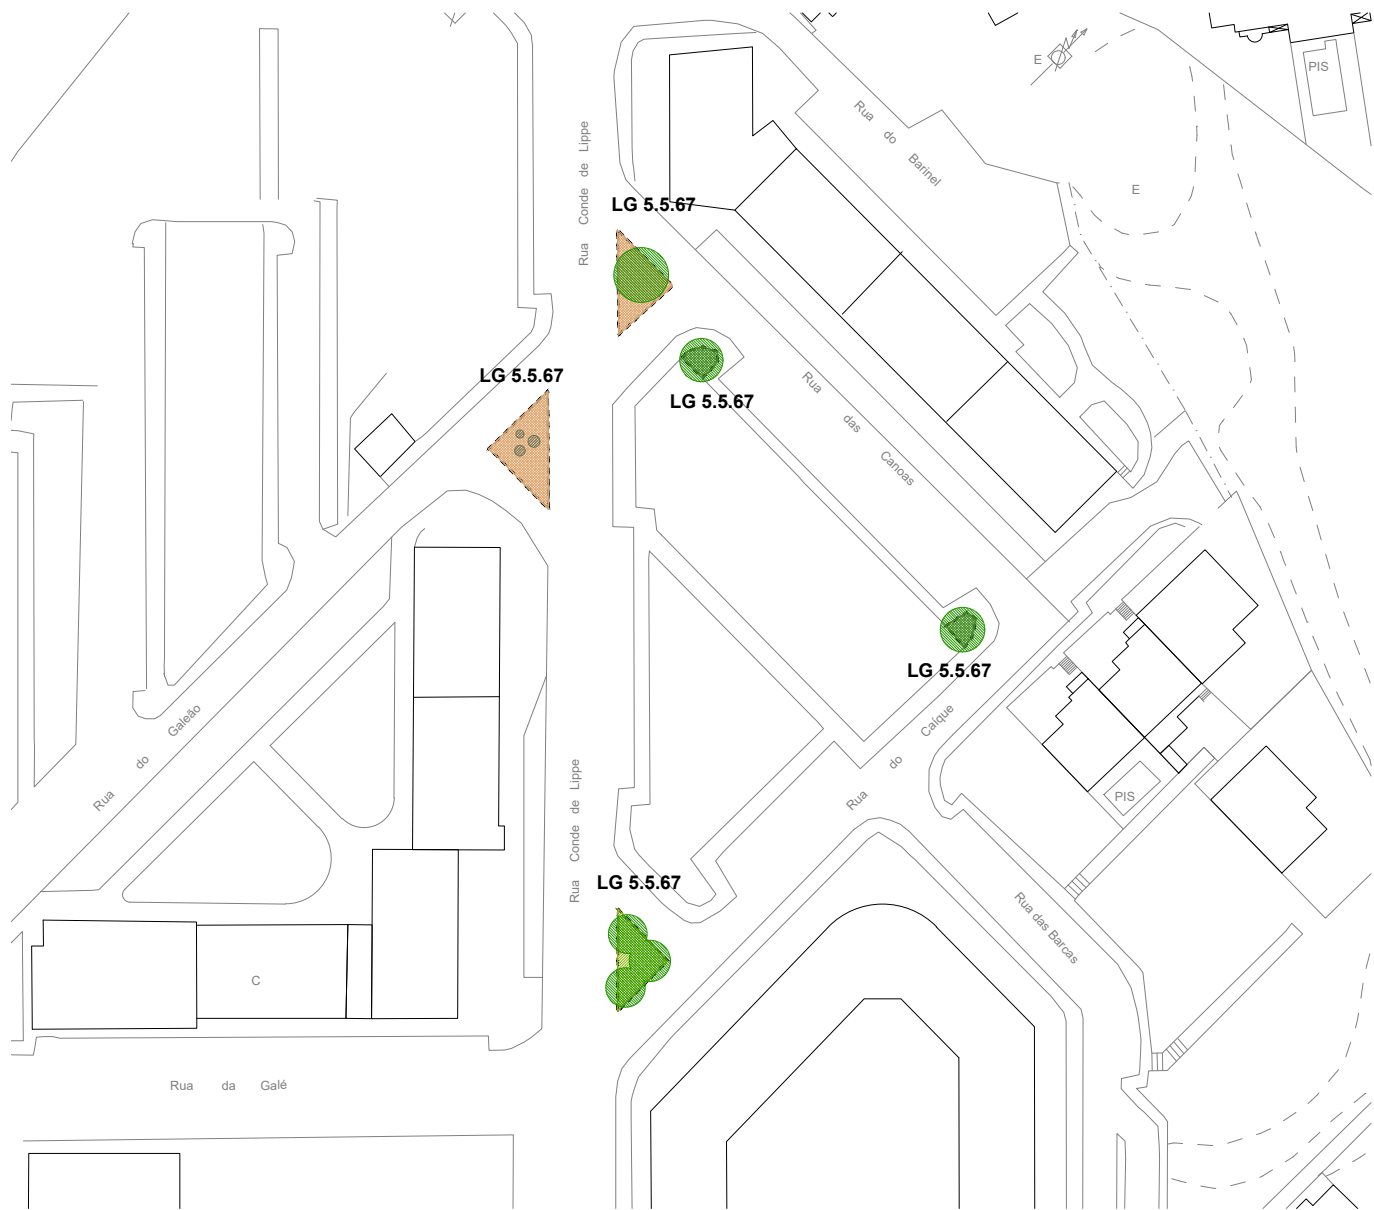 E
PIS
Rua do Barinel
E
Rua Conde de Lippe
LG 5.5.67
LG 5.5.67
LG 5.5.67
Rua das Canoas
LG 5.5.67
Rua do Galeão
Rua do Caíque
PIS
Rua Conde de Lippe
LG 5.5.67
Rua das Barcas
C
Rua da Galé